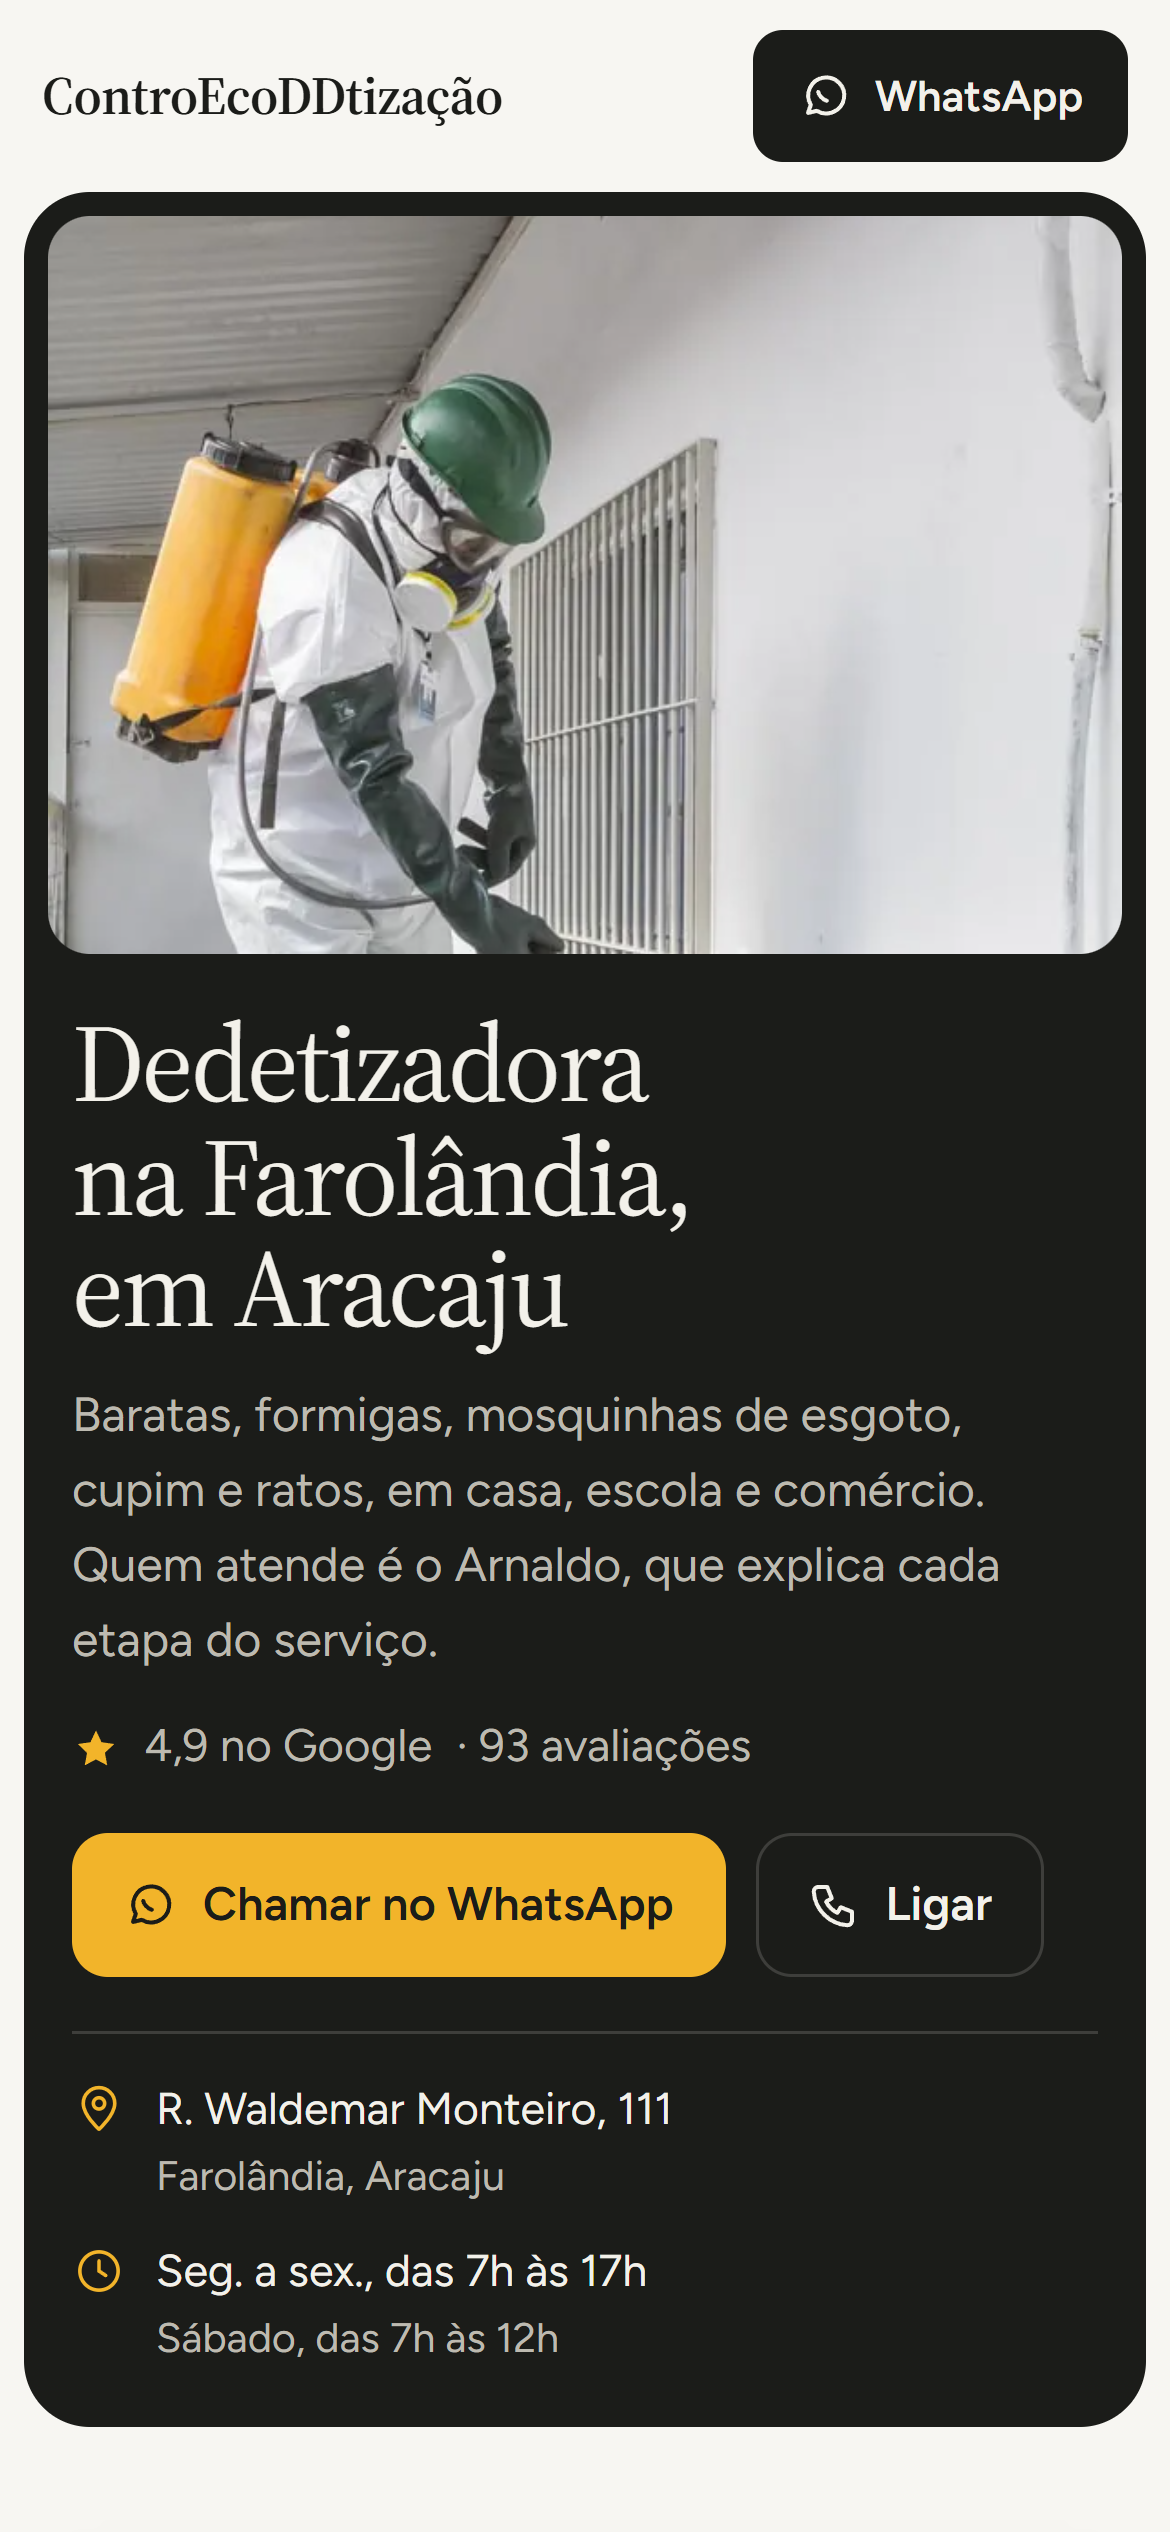 ControEcoDDtização
WhatsApp
Dedetizadora
na Farolândia,
em Aracaju
Baratas, formigas, mosquinhas de esgoto,
cupim e ratos, em casa, escola e comércio.
Quem atende é o Arnaldo, que explica cada
etapa do serviço.
4,9 no Google · 93 avaliações
Chamar no WhatsApp
Ligar
R. Waldemar Monteiro, 111
Farolândia, Aracaju
Seg. a sex., das 7h às 17h
Sábado, das 7h às 12h